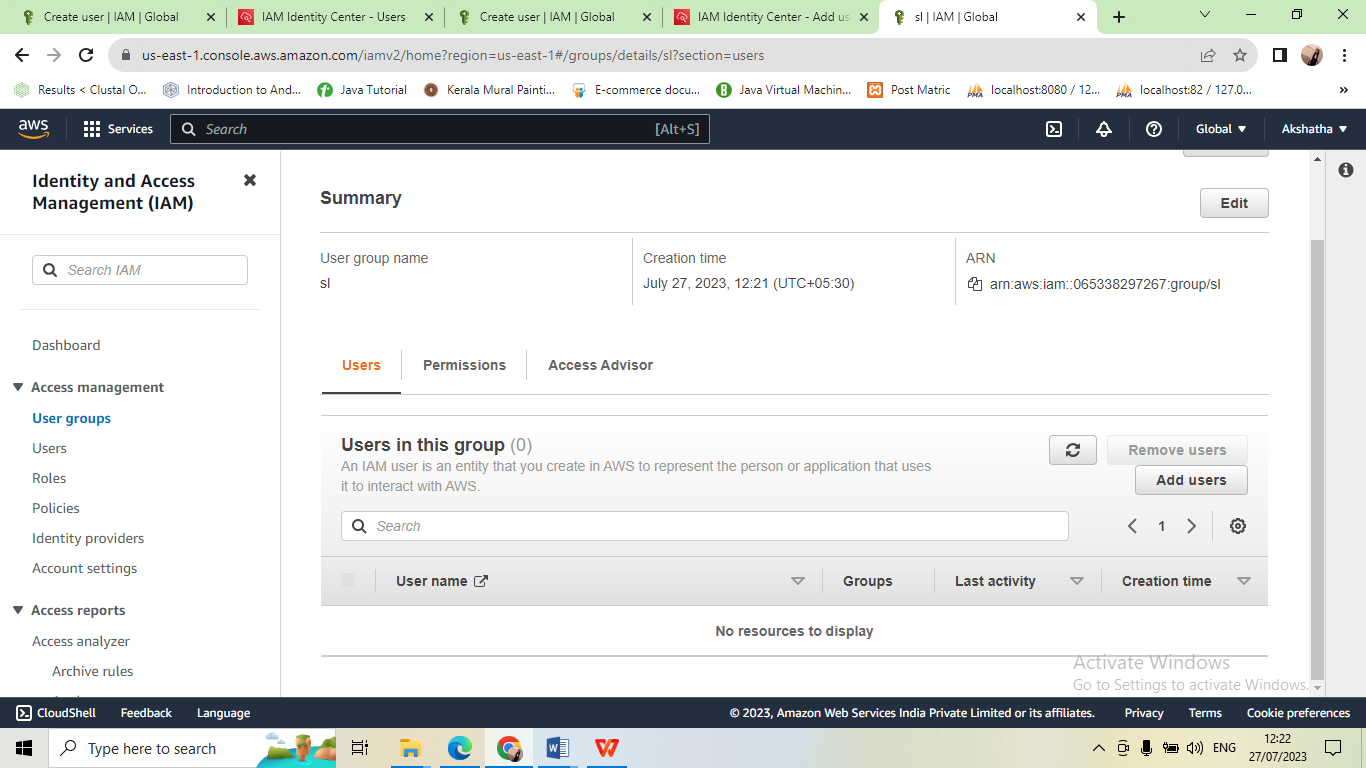 Create user | IAM | Global
IAM Identity Center - Users
Create user | IAM | Global
IAM Identity Center - Add us
sl | IAM | Global
us-east-1.console.aws.amazon.com/iamv2/home?region=us-east-1#/groups/details/sl?section=users
Results < Clustal O...
Introduction to And...
Java Tutorial
Kerala Mural Painti...
E-commerce docu...
Java Virtual Machin...
Post Matric
localhost:8080 / 12...
localhost:82 / 127.0...
aws
Services
Search
[Alt+S]
Global
Akshatha
Identity and Access
Management (IAM)
Search IAM
Dashboard
Access management
User groups
Users
Roles
Policies
Identity providers
Account settings
Access reports
Access analyzer
Archive rules
Summary
Edit
User group name
sl
Creation time
July 27, 2023, 12:21 (UTC+05:30)
ARN
arn:aws:iam::065338297267:group/sl
Users
Permissions
Access Advisor
Users in this group (0)
An IAM user is an entity that you create in AWS to represent the person or application that uses
it to interact with AWS.
Remove users
Add users
Search
1
User name
Groups
Last activity
Creation time
No resources to display
Activate Windows
Go to Settings to activate Windows.
CloudShell
Feedback
Language
© 2023, Amazon Web Services India Private Limited or its affiliates.
Privacy
Terms
Cookie preferences
Type here to search
ENG
12:22
27/07/2023